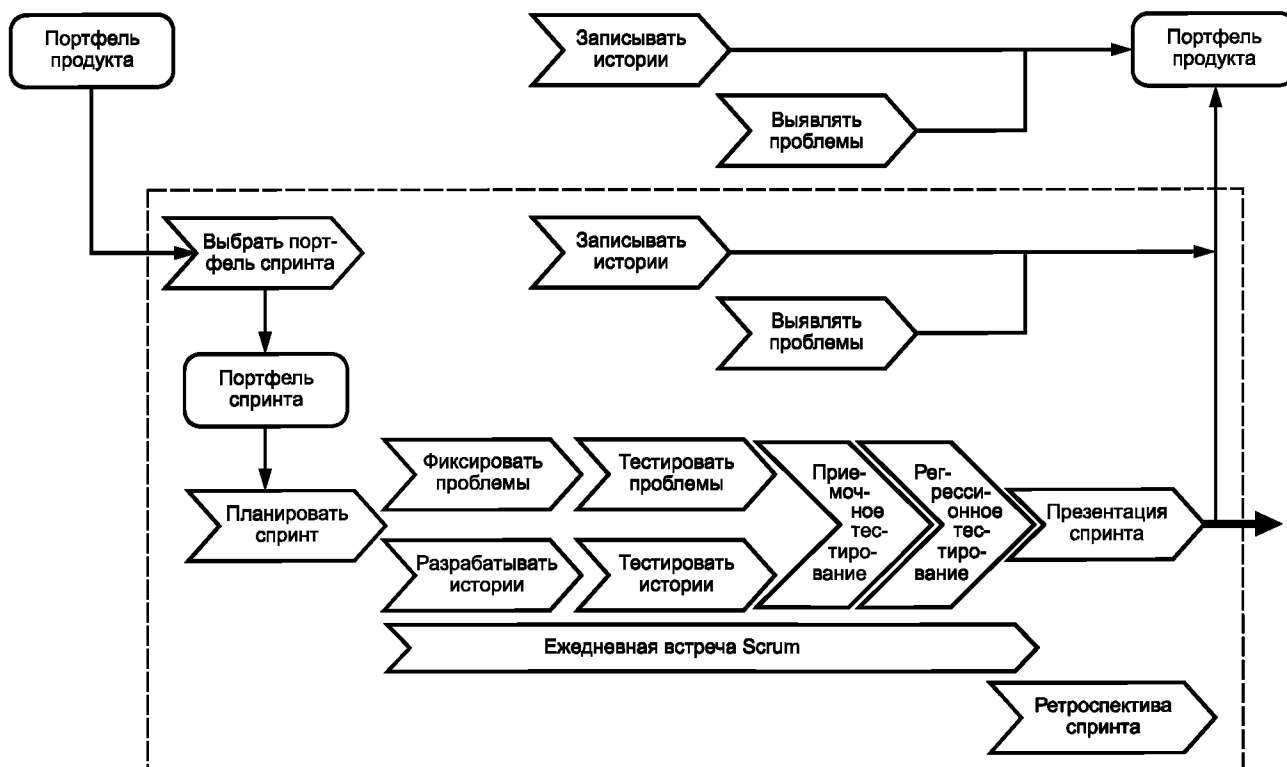 Портфель
продукта
Записывать
истории
Портфель
продукта
Выявлять
проблемы
Выбрать порт-
фель спринта
Записывать
истории
Выявлять
проблемы
Портфель
спринта
Планировать
спринт
Фиксировать
проблемы
Тестировать
проблемы
Разрабатывать
истории
Тестировать
истории
Прие-
моч-
ное
тес-
тиро-
вание
Рег-
ресси-
онное
тес-
тиро-
вание
Презентация
спринта
Ежедневная встреча Scrum
Ретроспектива
спринта